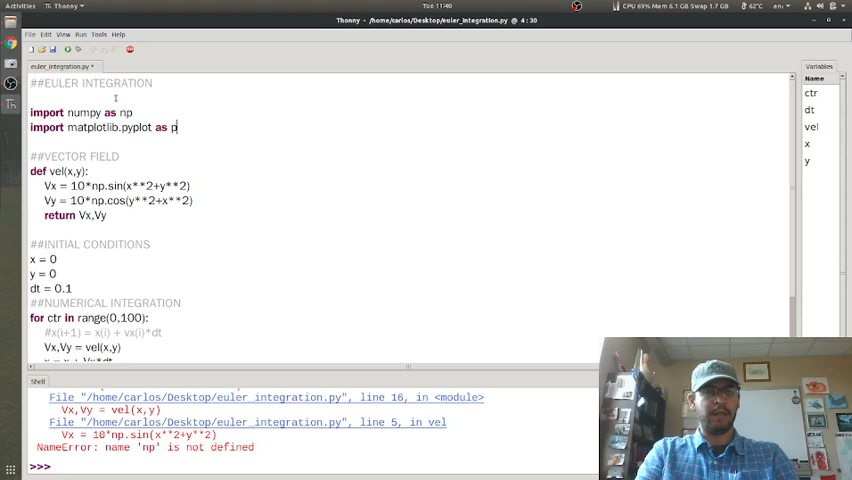 Activities Thonny Tue 11:40 CPU 69% Mem 6.1 GB Swap 1.7 GB 62°C
Thonny - /home/carlos/Desktop/euler_integration.py @ 4:30
File Edit View Run Tools Help
euler_integration.py *
##EULER INTEGRATION
import numpy as np
import matplotlib.pyplot as p
##VECTOR FIELD
def vel(x,y):
Vx = 10*np.sin(x**2+y**2)
Vy = 10*np.cos(y**2+x**2)
return Vx,Vy
##INITIAL CONDITIONS
x = 0
y = 0
dt = 0.1
##NUMERICAL INTEGRATION
for ctr in range(0,100):
#x(i+1) = x(i) + vx(i)*dt
Vx,Vy = vel(x,y)
x = x + Vx*dt
Variables
Name
ctr
dt
vel
x
y
Shell
File "/home/carlos/Desktop/euler_integration.py", line 16, in <module>
Vx,Vy = vel(x,y)
File "/home/carlos/Desktop/euler_integration.py", line 5, in vel
Vx = 10*np.sin(x**2+y**2)
NameError: name 'np' is not defined
>>>